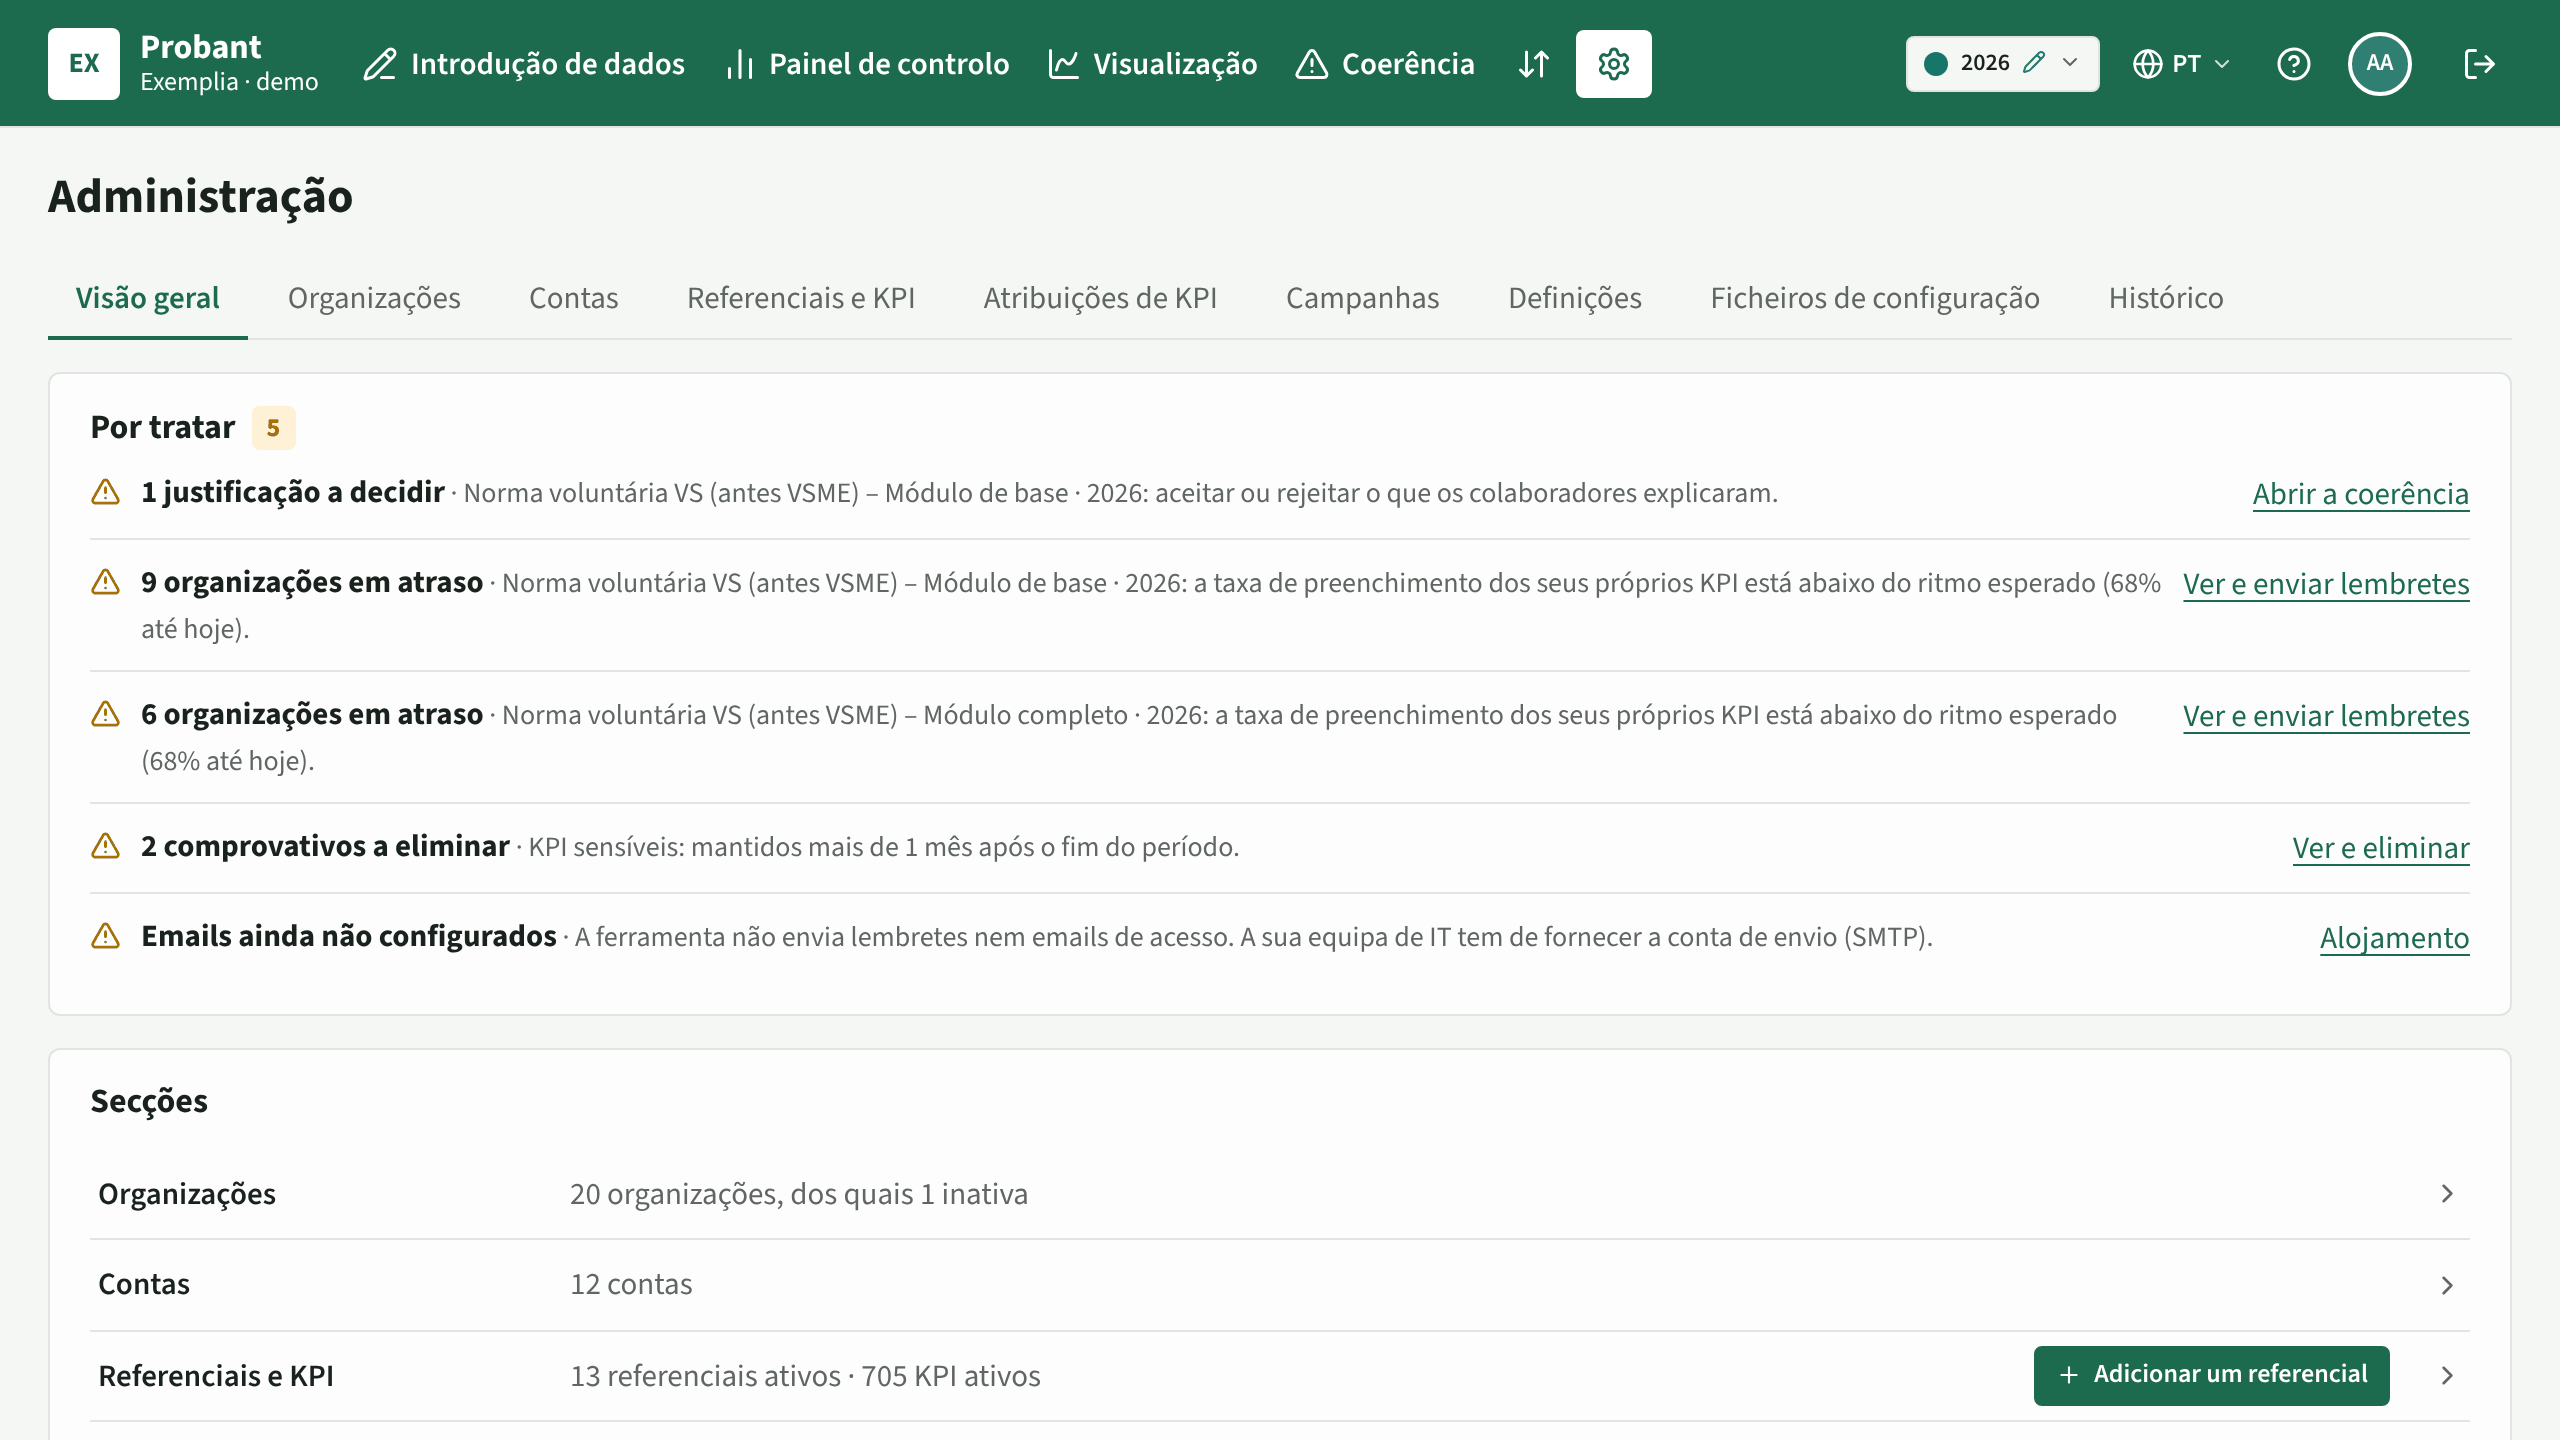 EX
Probant
Exemplia · demo
Introdução de dados
Painel de controlo
Visualização
Coerência
2026
PT
AA
Administração
Visão geral
Organizações
Contas
Referenciais e KPI
Atribuições de KPI
Campanhas
Definições
Ficheiros de configuração
Histórico
Por tratar 5
1 justificação a decidir · Norma voluntária VS (antes VSME) – Módulo de base · 2026: aceitar ou rejeitar o que os colaboradores explicaram.
Abrir a coerência
9 organizações em atraso · Norma voluntária VS (antes VSME) – Módulo de base · 2026: a taxa de preenchimento dos seus próprios KPI está abaixo do ritmo esperado (68%
até hoje).
Ver e enviar lembretes
6 organizações em atraso · Norma voluntária VS (antes VSME) – Módulo completo · 2026: a taxa de preenchimento dos seus próprios KPI está abaixo do ritmo esperado
(68% até hoje).
Ver e enviar lembretes
2 comprovativos a eliminar · KPI sensíveis: mantidos mais de 1 mês após o fim do período.
Ver e eliminar
Emails ainda não configurados · A ferramenta não envia lembretes nem emails de acesso. A sua equipa de IT tem de fornecer a conta de envio (SMTP).
Alojamento
Secções
Organizações
20 organizações, dos quais 1 inativa
Contas
12 contas
Referenciais e KPI
13 referenciais ativos · 705 KPI ativos
Adicionar um referencial